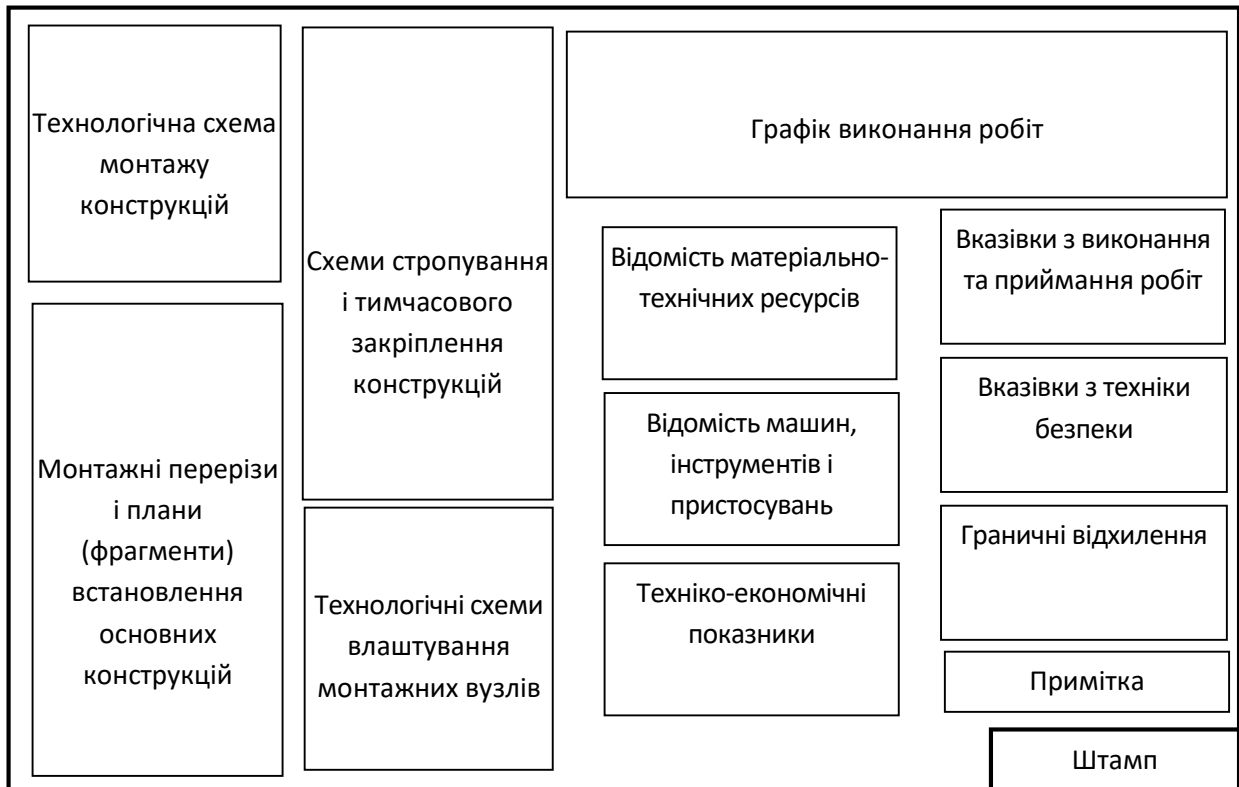 Технологічна схема
монтажу
конструкцій
Монтажні перерізи
і плани
(фрагменти)
встановлення
основних
конструкцій
Схеми стропування
і тимчасового
закріплення
конструкцій
Технологічні схеми
влаштування
монтажних вузлів
Графік виконання робіт
Відомість матеріально-
технічних ресурсів
Відомість машин,
інструментів і
пристосувань
Техніко-економічні
показники
Вказівки з виконання
та приймання робіт
Вказівки з техніки
безпеки
Граничні відхилення
Примітка
Штамп